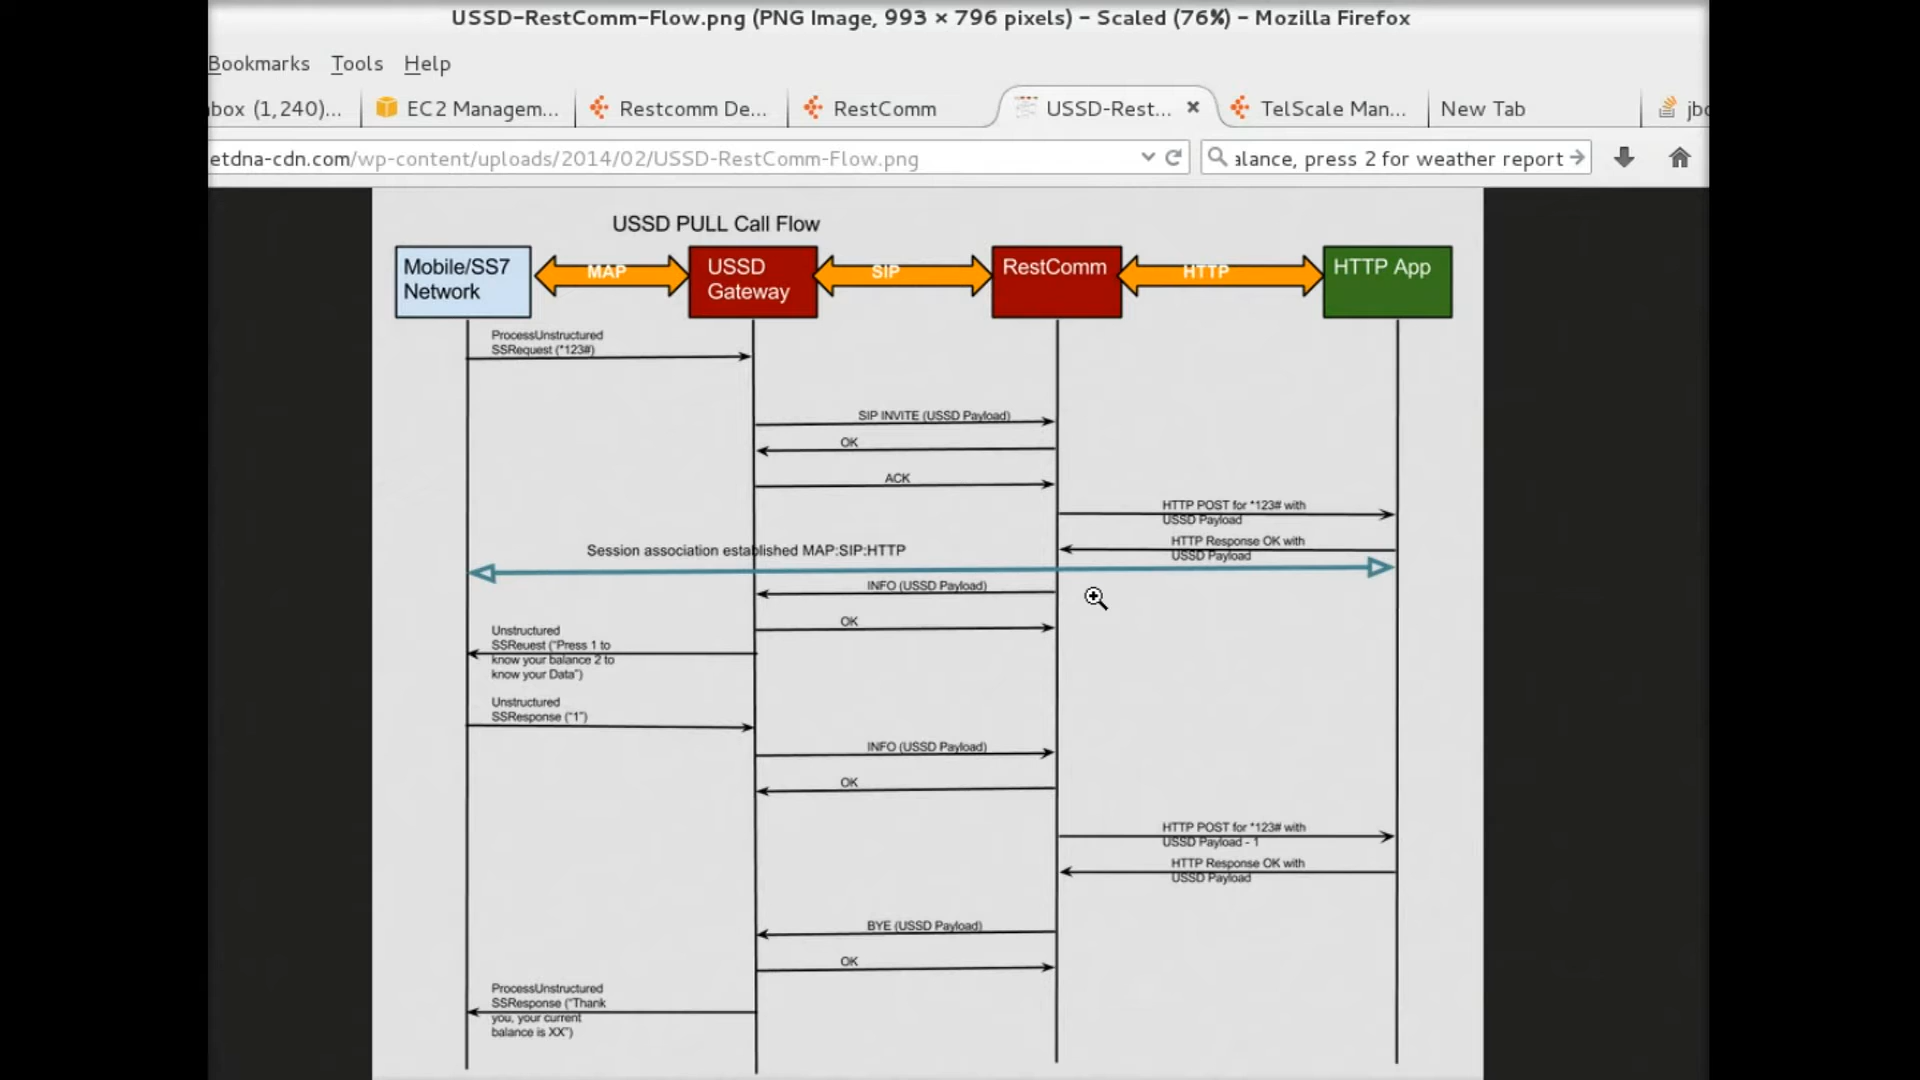 USSD-RestComm-Flow.png (PNG Image, 993 × 796 pixels) – Scaled (76%) – Mozilla Firefox
Bookmarks Tools Help
box (1,240)... EC2 Managem... Restcomm De... RestComm USSD-Rest... TelScale Man... New Tab jbo
etdna-cdn.com/wp-content/uploads/2014/02/USSD-RestComm-Flow.png alance, press 2 for weather report
USSD PULL Call Flow
Mobile/SS7
Network
MAP
USSD
Gateway
SIP
RestComm
HTTP
HTTP App
ProcessUnstructured
SSRequest (*123#)
SIP INVITE (USSD Payload)
OK
ACK
HTTP POST for *123# with
USSD Payload
HTTP Response OK with
USSD Payload
Session association established MAP:SIP:HTTP
INFO (USSD Payload)
OK
Unstructured
SSReuest ("Press 1 to
know your balance 2 to
know your Data")
Unstructured
SSResponse ("1")
INFO (USSD Payload)
OK
HTTP POST for *123# with
USSD Payload - 1
HTTP Response OK with
USSD Payload
BYE (USSD Payload)
OK
ProcessUnstructured
SSResponse ("Thank
you, your current
balance is XX")